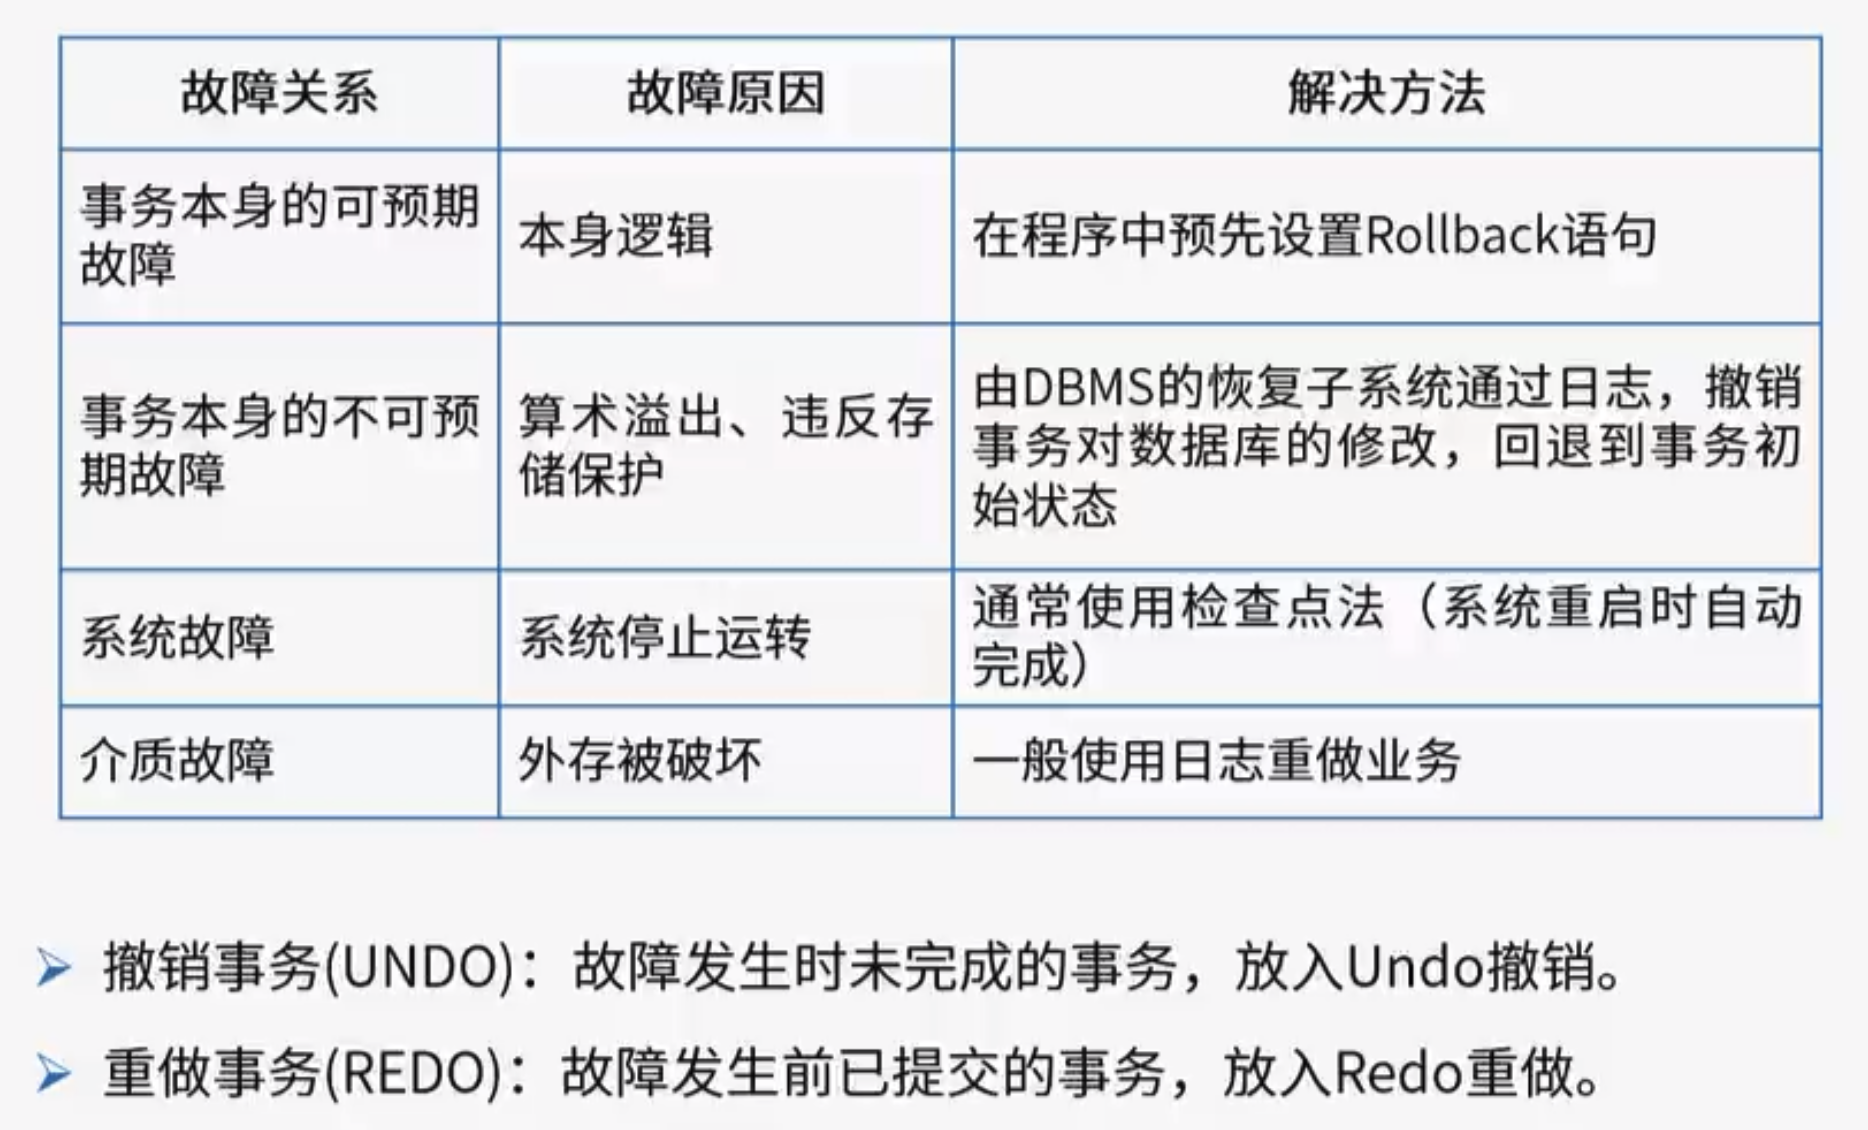 故障关系
故障原因
解决方法
事务本身的可预期
故障
本身逻辑
在程序中预先设置Rollback语句
事务本身的不可预
期故障
算术溢出、违反存
储保护
由DBMS的恢复子系统通过日志，撤销
事务对数据库的修改，回退到事务初
始状态
系统故障
系统停止运转
通常使用检查点法（系统重启时自动
完成）
介质故障
外存被破坏
一般使用日志重做业务
撤销事务(UNDO)：故障发生时未完成的事务，放入Undo撤销。
重做事务(REDO)：故障发生前已提交的事务，放入Redo重做。